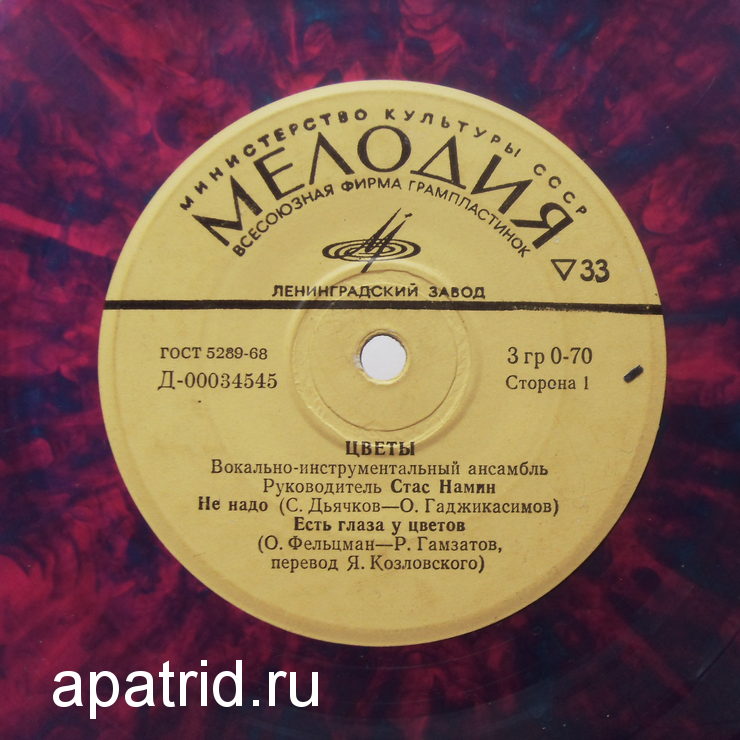 МИНИСТЕРСТВО КУЛЬТУРЫ СССР
МЕЛОДИЯ
ВСЕСОЮЗНАЯ ФИРМА ГРАМПЛАСТИНОК
▽33
ЛЕНИНГРАДСКИЙ ЗАВОД
ГОСТ 5289-68
3 гр 0-70
Д-00034545
Сторона 1
ЦВЕТЫ
Вокально-инструментальный ансамбль
Руководитель Стас Намин
Не надо (С. Дьячков—О. Гаджикасимов)
Есть глаза у цветов
(О. Фельцман—Р. Гамзатов,
перевод Я. Козловского)
apatrid.ru